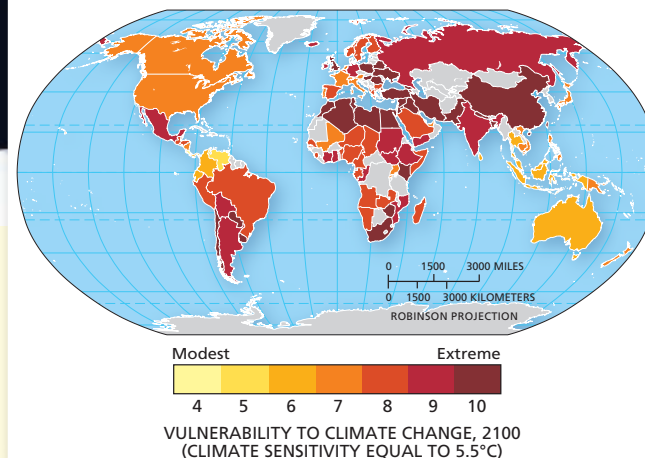 0 1500 3000 MILES
0 1500 3000 KILOMETERS
ROBINSON PROJECTION
Modest Extreme
4 5 6 7 8 9 10
VULNERABILITY TO CLIMATE CHANGE, 2100
(CLIMATE SENSITIVITY EQUAL TO 5.5°C)